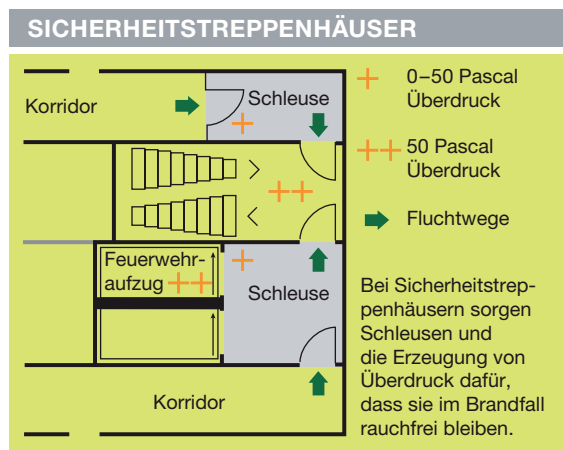 SICHERHEITSTREPPENHÄUSER
Korridor
Schleuse
Feuerwehr-
aufzug
Schleuse
Korridor
0–50 Pascal
Überdruck
50 Pascal
Überdruck
Fluchtwege
Bei Sicherheitstrep-
penhäusern sorgen
Schleusen und
die Erzeugung von
Überdruck dafür,
dass sie im Brandfall
rauchfrei bleiben.